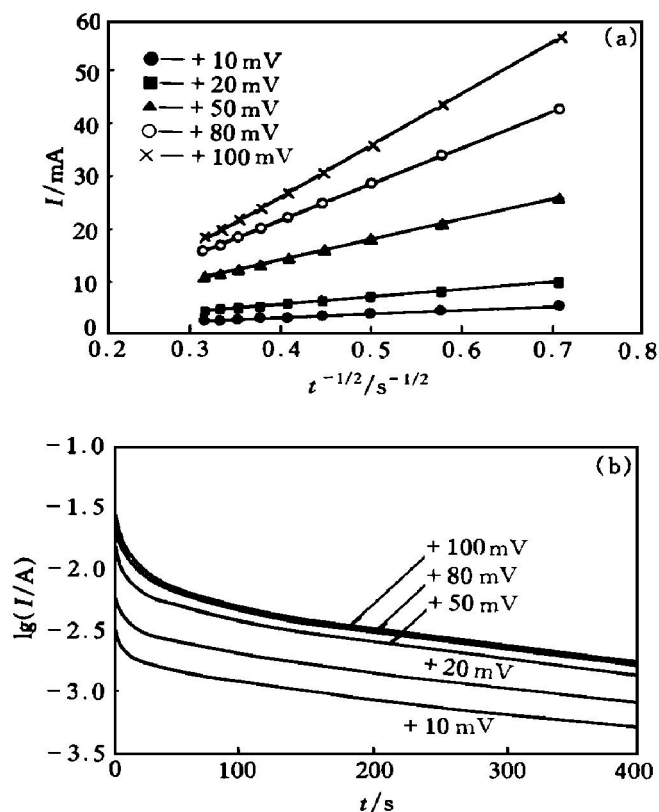 (a)
+ 10 mV
+ 20 mV
+ 50 mV
+ 80 mV
+ 100 mV
I/mA
60
50
40
30
20
10
0
0.2 0.3 0.4 0.5 0.6 0.7 0.8
t⁻¹/²/s⁻¹/²
(b)
lg(I/A)
−1.0
−1.5
−2.0
−2.5
−3.0
−3.5
+ 100 mV
+ 80 mV
+ 50 mV
+ 20 mV
+ 10 mV
0 100 200 300 400
t/s